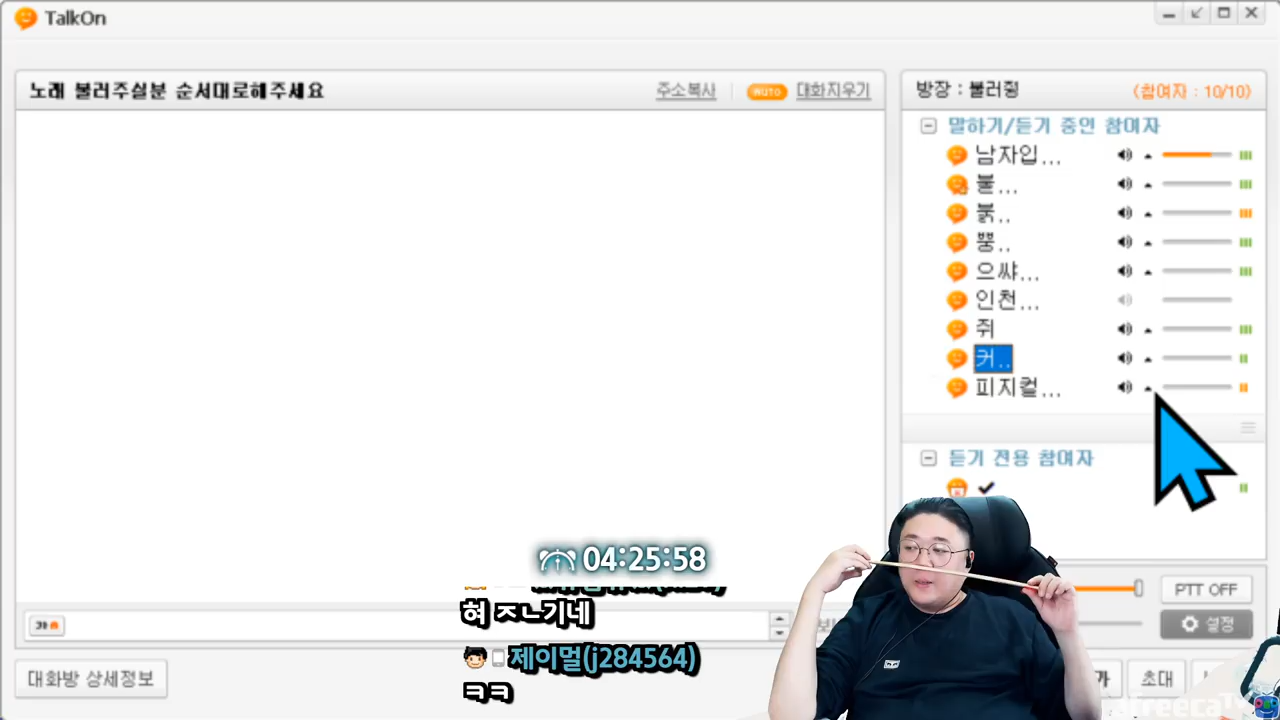 TalkOn
노래 불러주실분 순서대로해주세요
주소복사
AUTO
대화지우기
방장 : 불러줭
(참여자 : 10/10)
말하기/듣기 중인 참여자
남자입...
불...
붉..
뿡..
으쌰...
인천...
쥐
커..
피지컬...
듣기 전용 참여자
04:25:58
혀 ㅈㄴ기네
제이멀(j284564)
ㅋㅋ
PTT OFF
설정
가
대화방 상세정보
초대